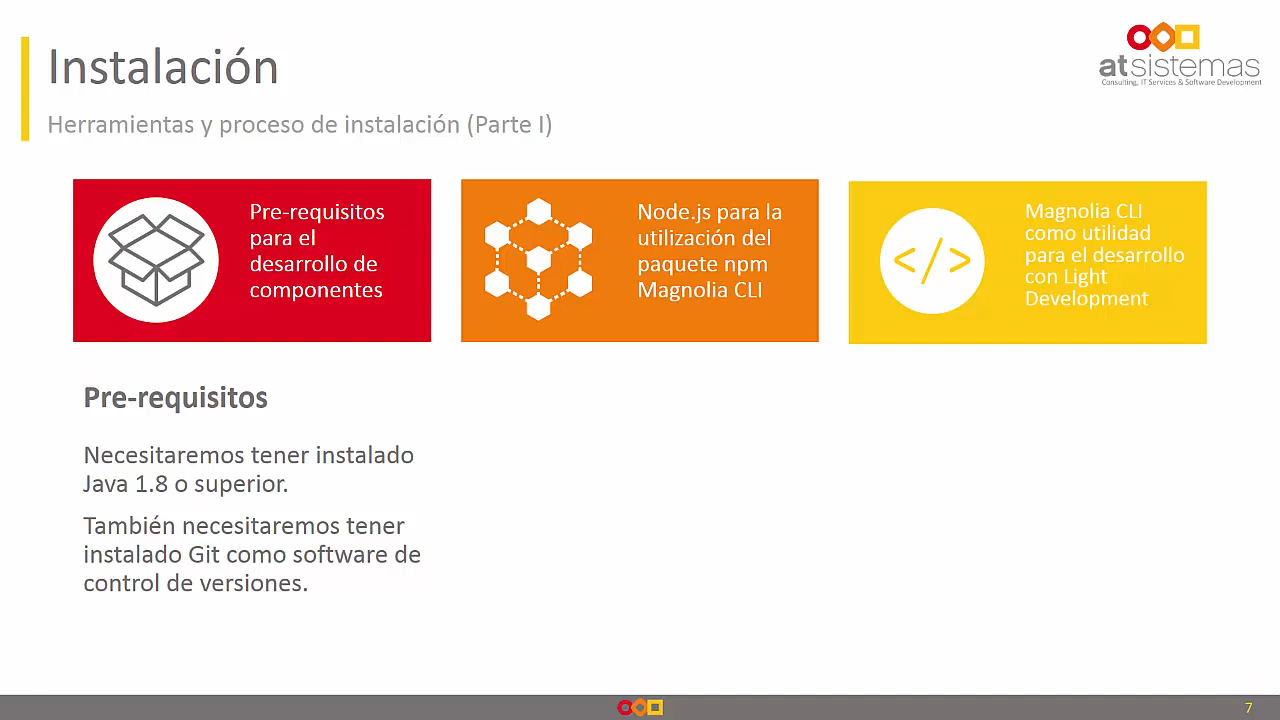 Instalación
Herramientas y proceso de instalación (Parte I)
atsistemas
Consulting, IT Services & Software Development
Pre-requisitos
para el
desarrollo de
componentes
Node.js para la
utilización del
paquete npm
Magnolia CLI
</>
Magnolia CLI
como utilidad
para el desarrollo
con Light
Development
Pre-requisitos
Necesitaremos tener instalado
Java 1.8 o superior.
También necesitaremos tener
instalado Git como software de
control de versiones.
7